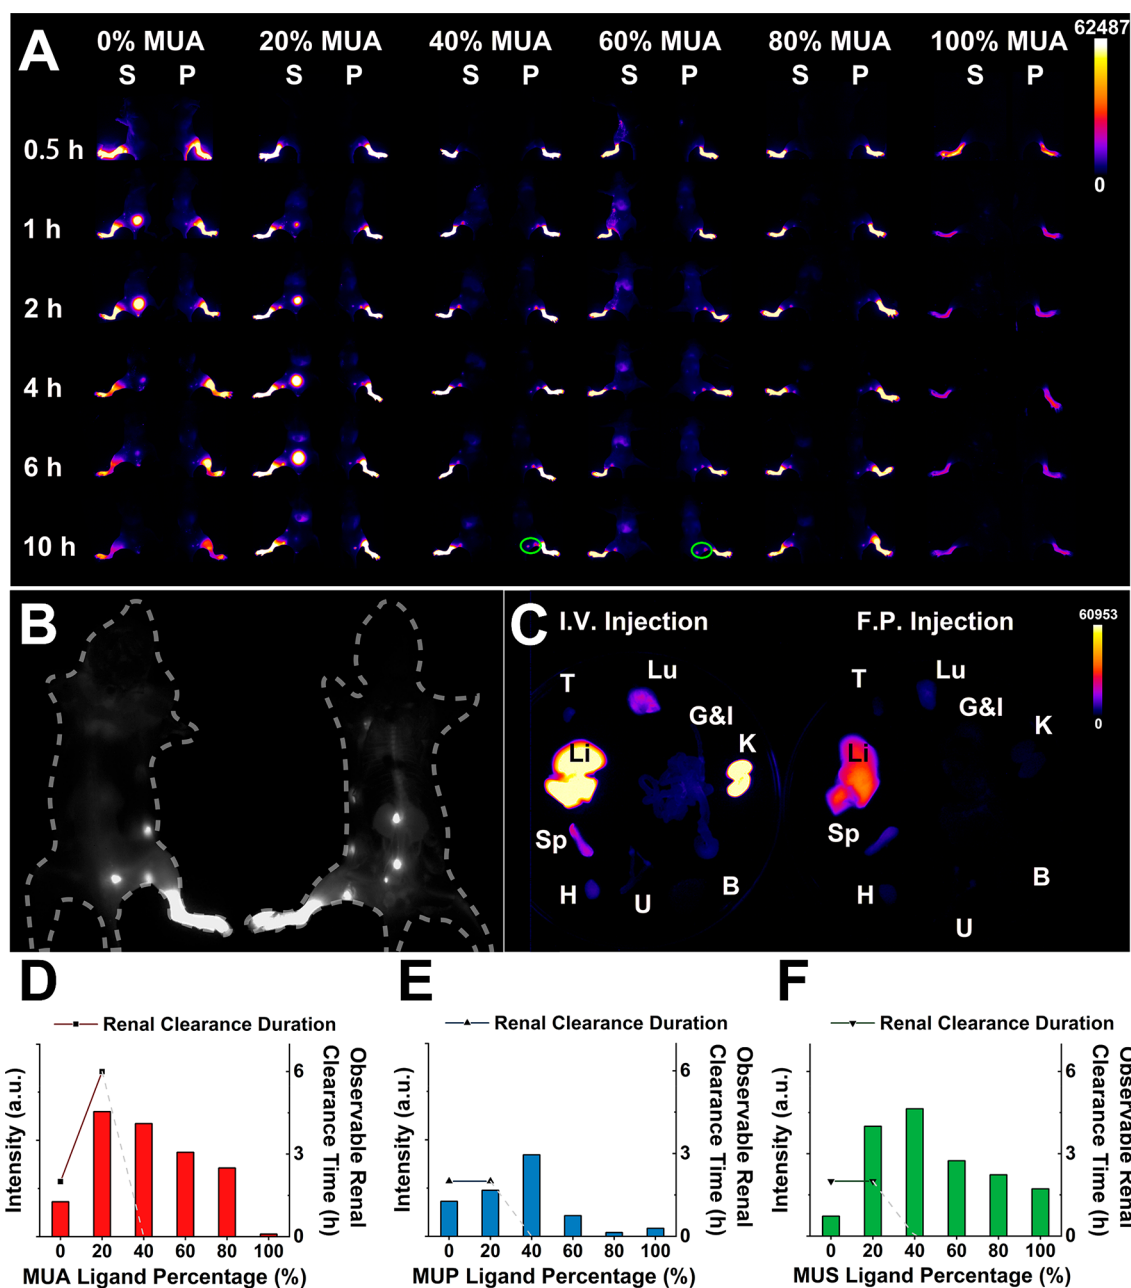 A
0% MUA 20% MUA 40% MUA 60% MUA 80% MUA 100% MUA
S P S P S P S P S P S P
62487
0
0.5 h
1 h
2 h
4 h
6 h
10 h
B
C
I.V. Injection
F.P. Injection
60953
0
T
Lu
G&I
K
Li
Sp
H
U
B
T
Lu
G&I
K
Li
Sp
H
U
B
D
Renal Clearance Duration
Intensity (a.u.)
6
3
0
Observable Renal
Clearance Time (h)
0 20 40 60 80 100
MUA Ligand Percentage (%)
E
Renal Clearance Duration
Intenusity (a.u.)
6
3
0
Observable Renal
Clearance Time (h)
0 20 40 60 80 100
MUP Ligand Percentage (%)
F
Renal Clearance Duration
Intensity (a.u.)
6
3
0
Observable Renal
Clearance Time (h)
0 20 40 60 80 100
MUS Ligand Percentage (%)